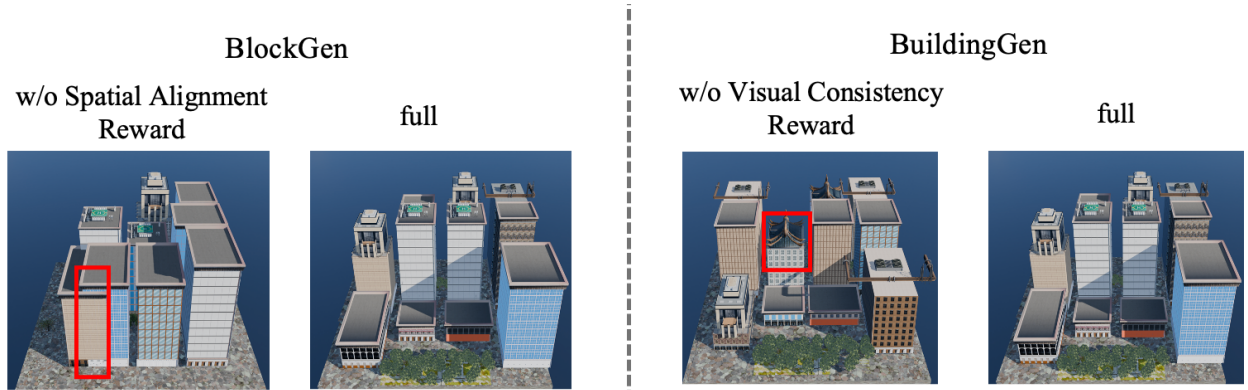 BlockGen
w/o Spatial Alignment
Reward
full
BuildingGen
w/o Visual Consistency
Reward
full